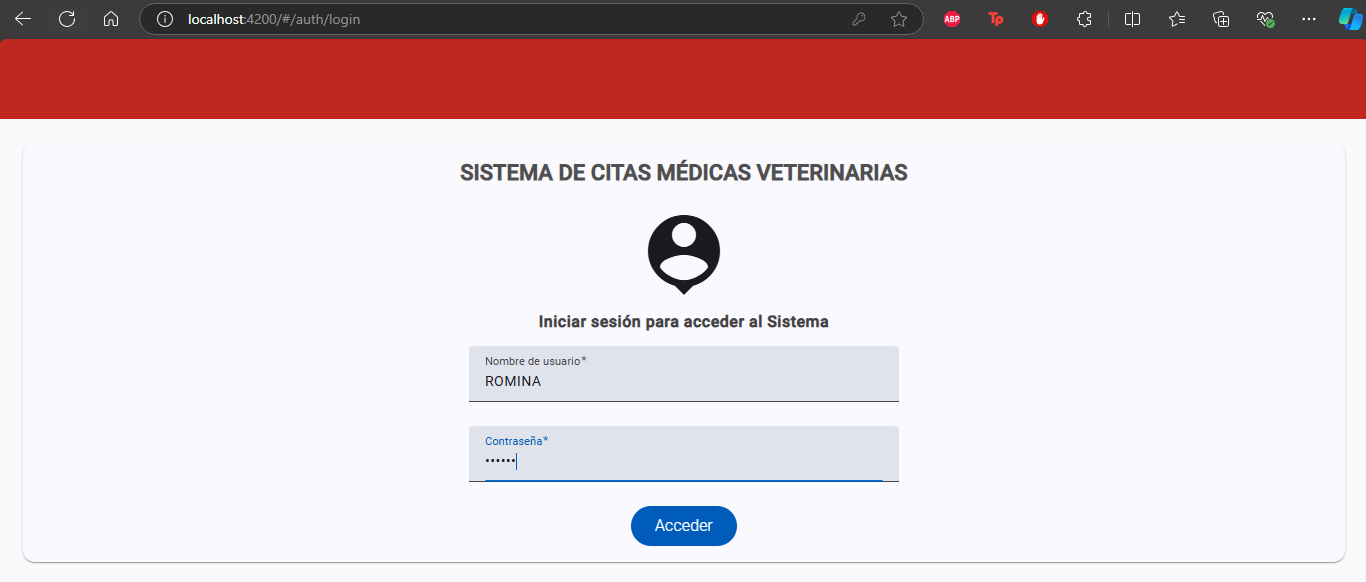 localhost:4200/#/auth/login
ABP
Tp
SISTEMA DE CITAS MÉDICAS VETERINARIAS
Iniciar sesión para acceder al Sistema
Nombre de usuario*
ROMINA
Contraseña*
••••••
Acceder